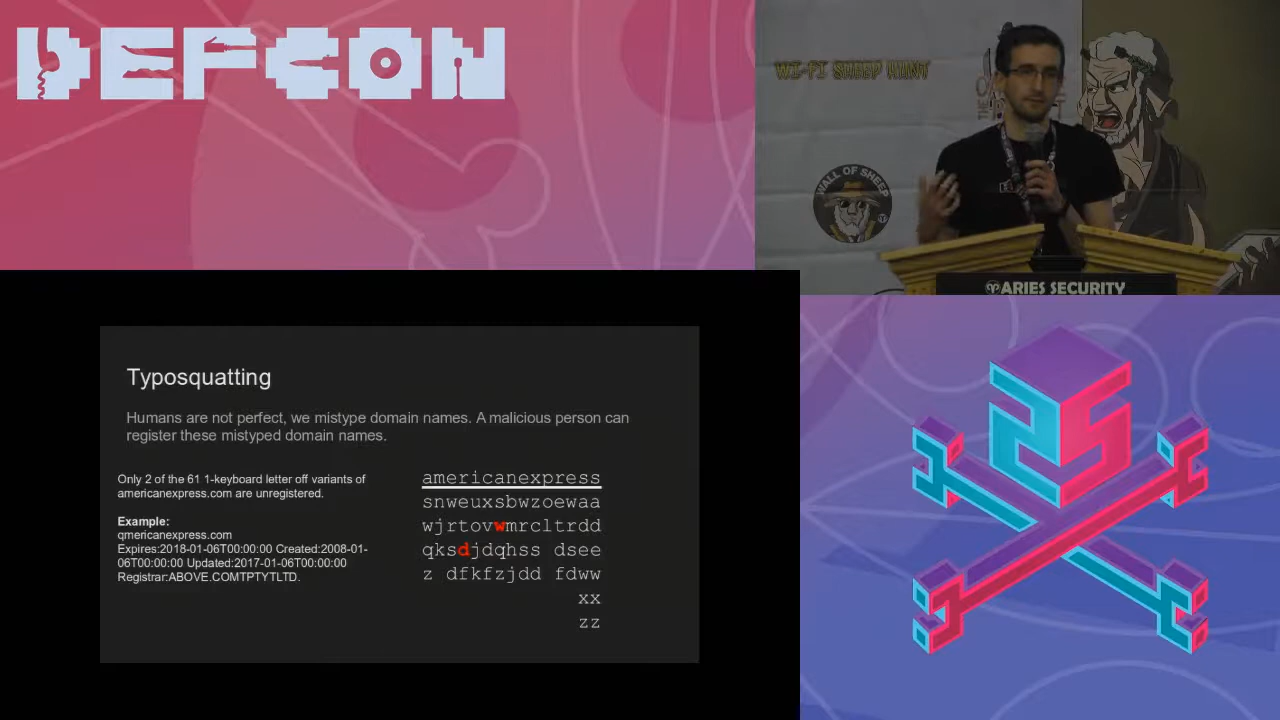 DEFCON
WI-FI SHEEP HUNT
WALL OF SHEEP
ARIES SECURITY
Typosquatting
Humans are not perfect, we mistype domain names. A malicious person can
register these mistyped domain names.
Only 2 of the 61 1-keyboard letter off variants of
americanexpress.com are unregistered.
Example:
qmericanexpress.com
Expires:2018-01-06T00:00:00 Created:2008-01-
06T00:00:00 Updated:2017-01-06T00:00:00
Registrar:ABOVE.COMTPTYTLTD.
americanexpress
snweuxsbwzoewaa
wjrtovwmrcltrdd
qksdjdqhss dsee
z dfkfzjdd fdww
xx
zz
25